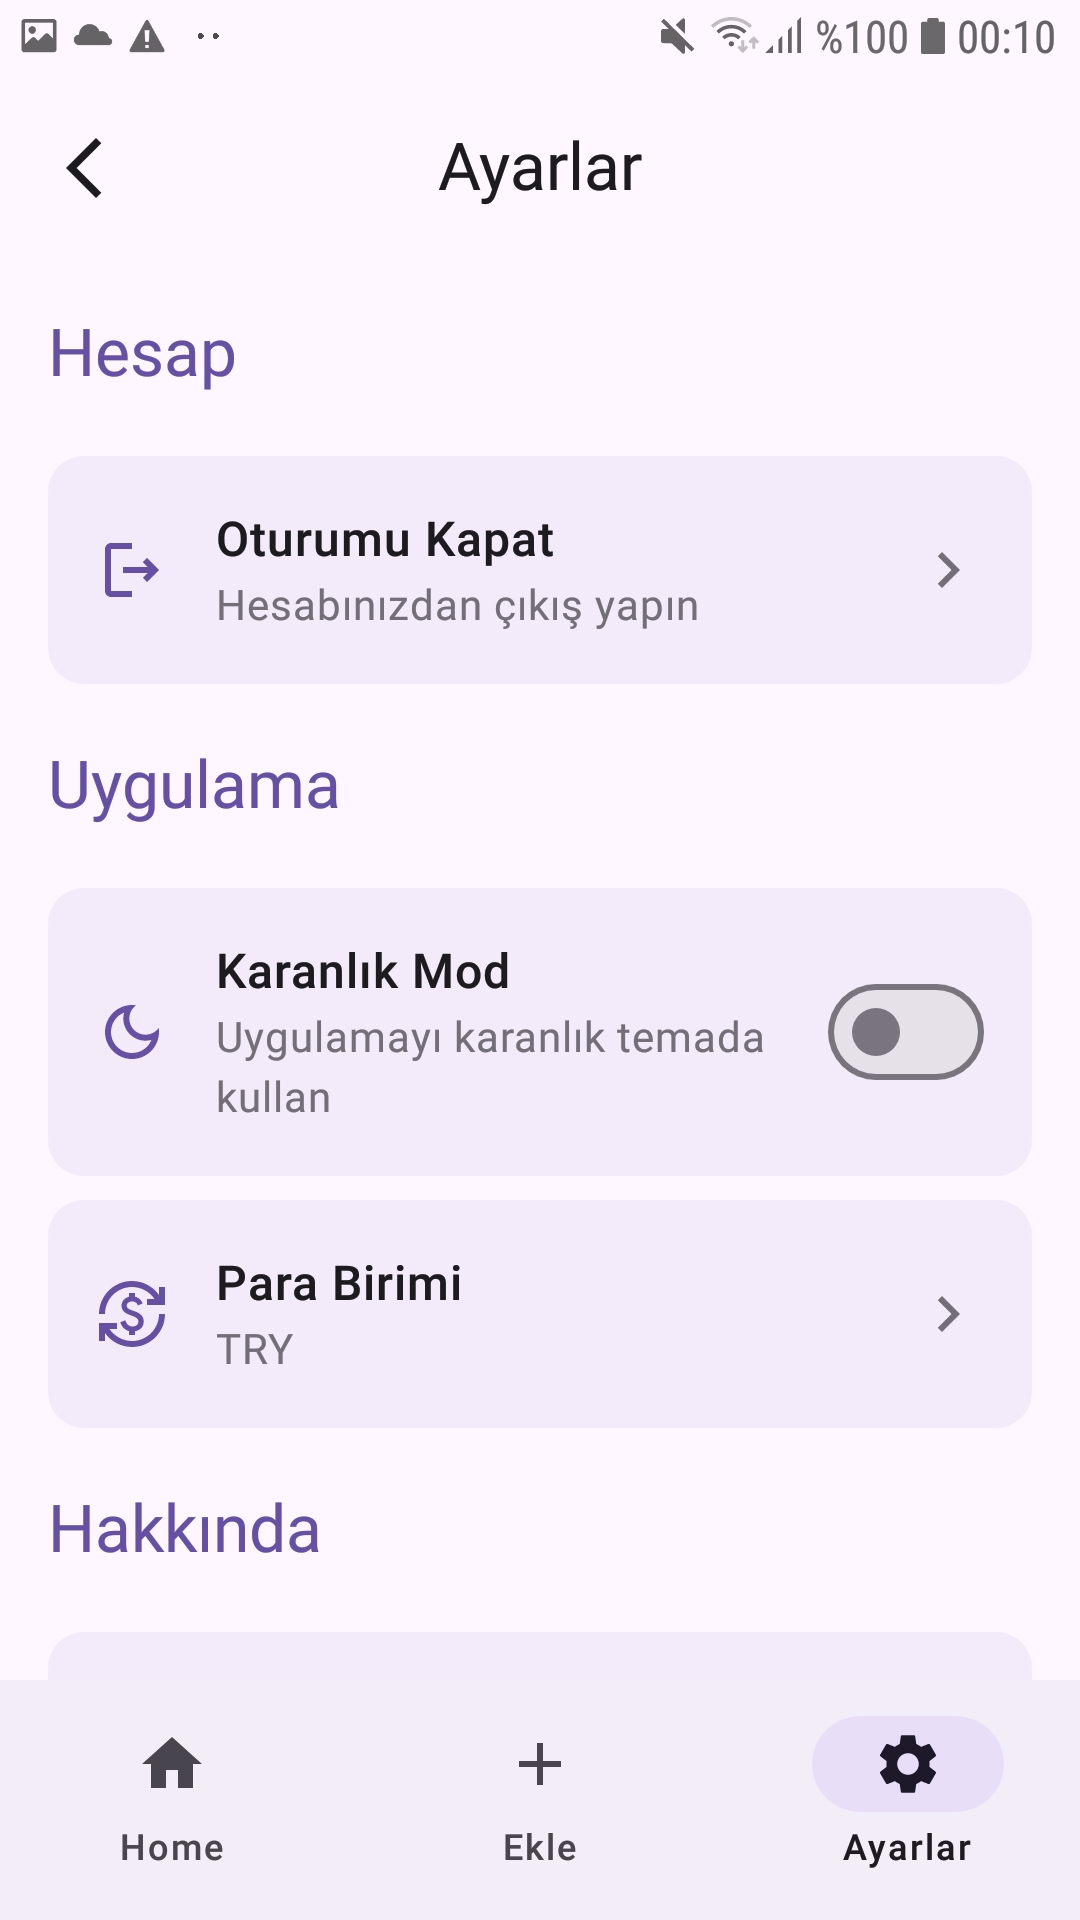 %100 00:10
Ayarlar
Hesap
Oturumu Kapat
Hesabınızdan çıkış yapın
Uygulama
Karanlık Mod
Uygulamayı karanlık temada
kullan
Para Birimi
TRY
Hakkında
Home
Ekle
Ayarlar